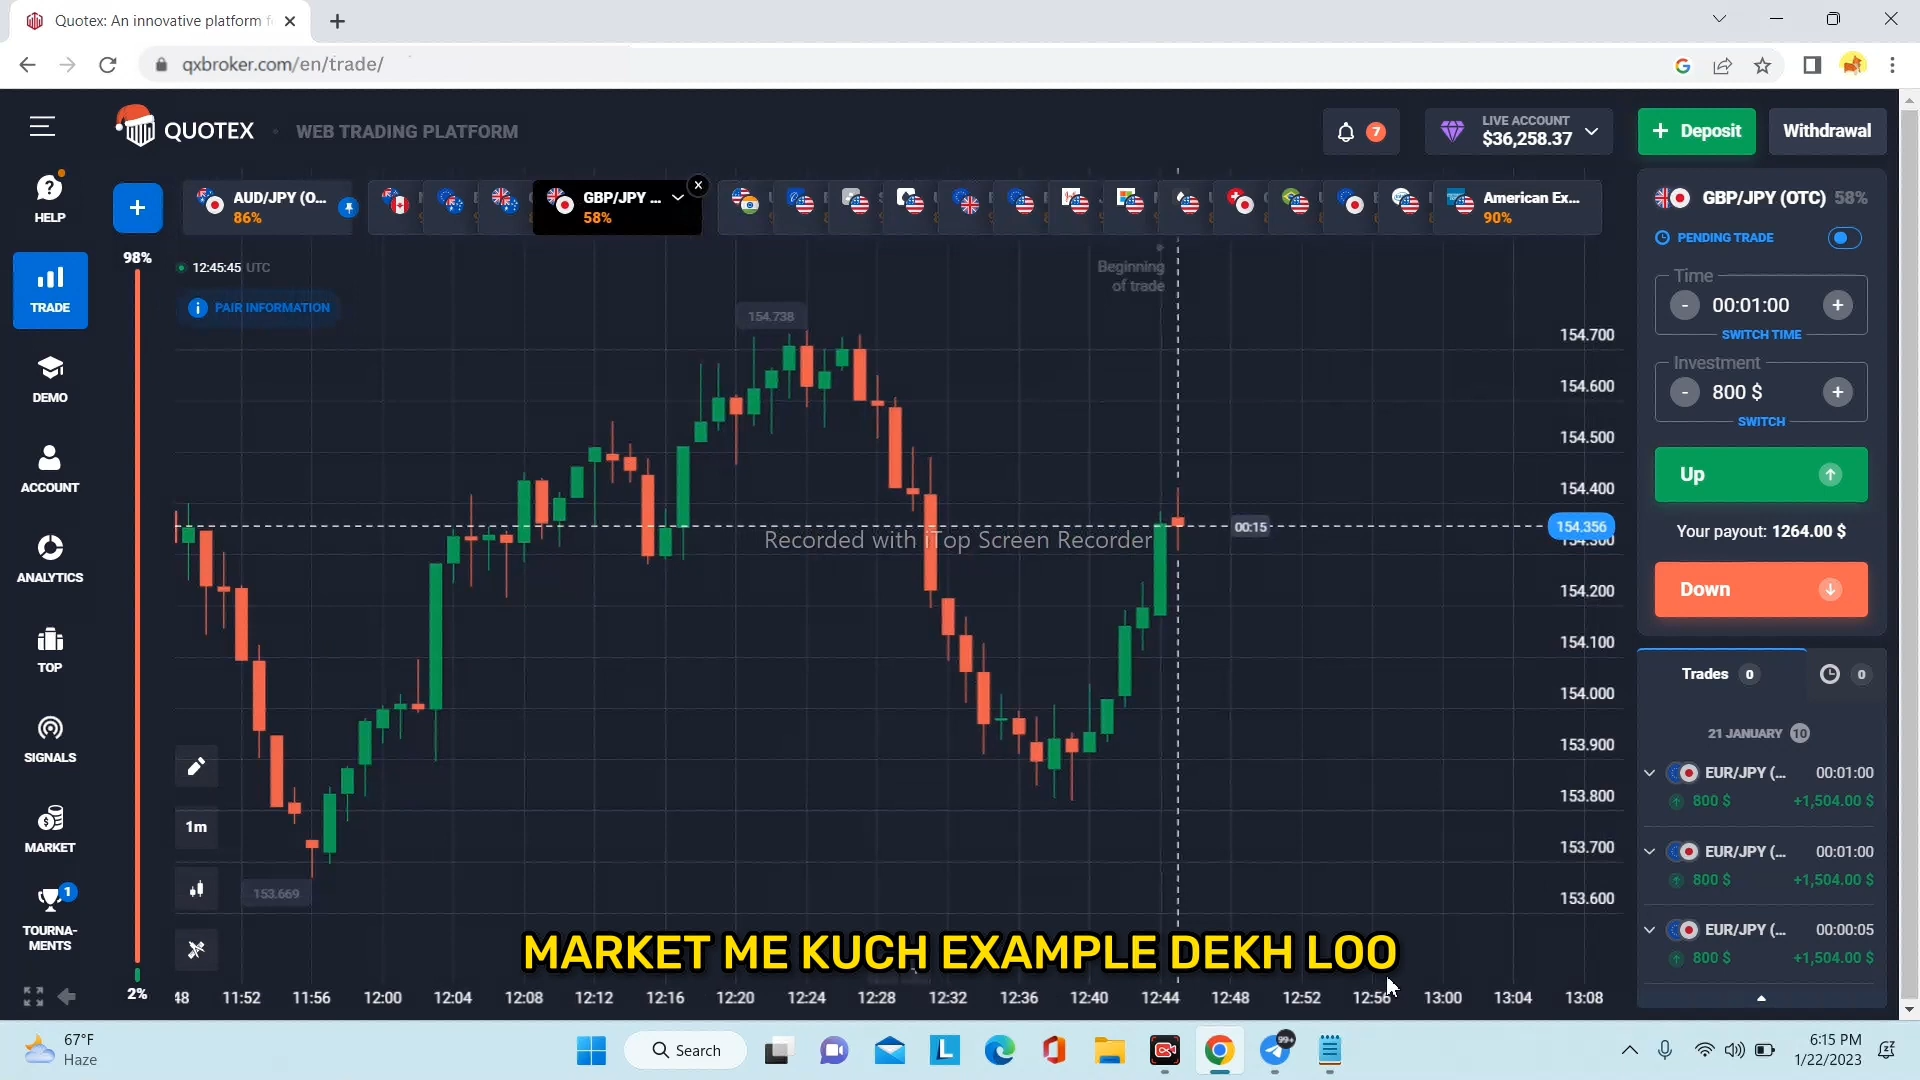 Quotex: An innovative platform f
qxbroker.com/en/trade/
QUOTEX
WEB TRADING PLATFORM
7
LIVE ACCOUNT
$36,258.37
Deposit
Withdrawal
HELP
TRADE
DEMO
ACCOUNT
ANALYTICS
TOP
SIGNALS
MARKET
1
TOURNA-
MENTS
AUD/JPY (O...
86%
GBP/JPY ...
58%
American Ex...
90%
98%
2%
12:45:45 UTC
PAIR INFORMATION
Beginning
of trade
154.738
153.669
00:15
Recorded with iTop Screen Recorder
1m
154.700
154.600
154.500
154.400
154.356
154.300
154.200
154.100
154.000
153.900
153.800
153.700
153.600
MARKET ME KUCH EXAMPLE DEKH LOO
48 11:52 11:56 12:00 12:04 12:08 12:12 12:16 12:20 12:24 12:28 12:32 12:36 12:40 12:44 12:48 12:52 12:56 13:00 13:04 13:08
GBP/JPY (OTC) 58%
PENDING TRADE
Time
- 00:01:00 +
SWITCH TIME
Investment
- 800 $ +
SWITCH
Up
Your payout: 1264.00 $
Down
Trades 0
0
21 JANUARY 10
EUR/JPY (... 00:01:00
800 $ +1,504.00 $
EUR/JPY (... 00:01:00
800 $ +1,504.00 $
EUR/JPY (... 00:00:05
800 $ +1,504.00 $
67°F
Haze
Search
99+
6:15 PM
1/22/2023